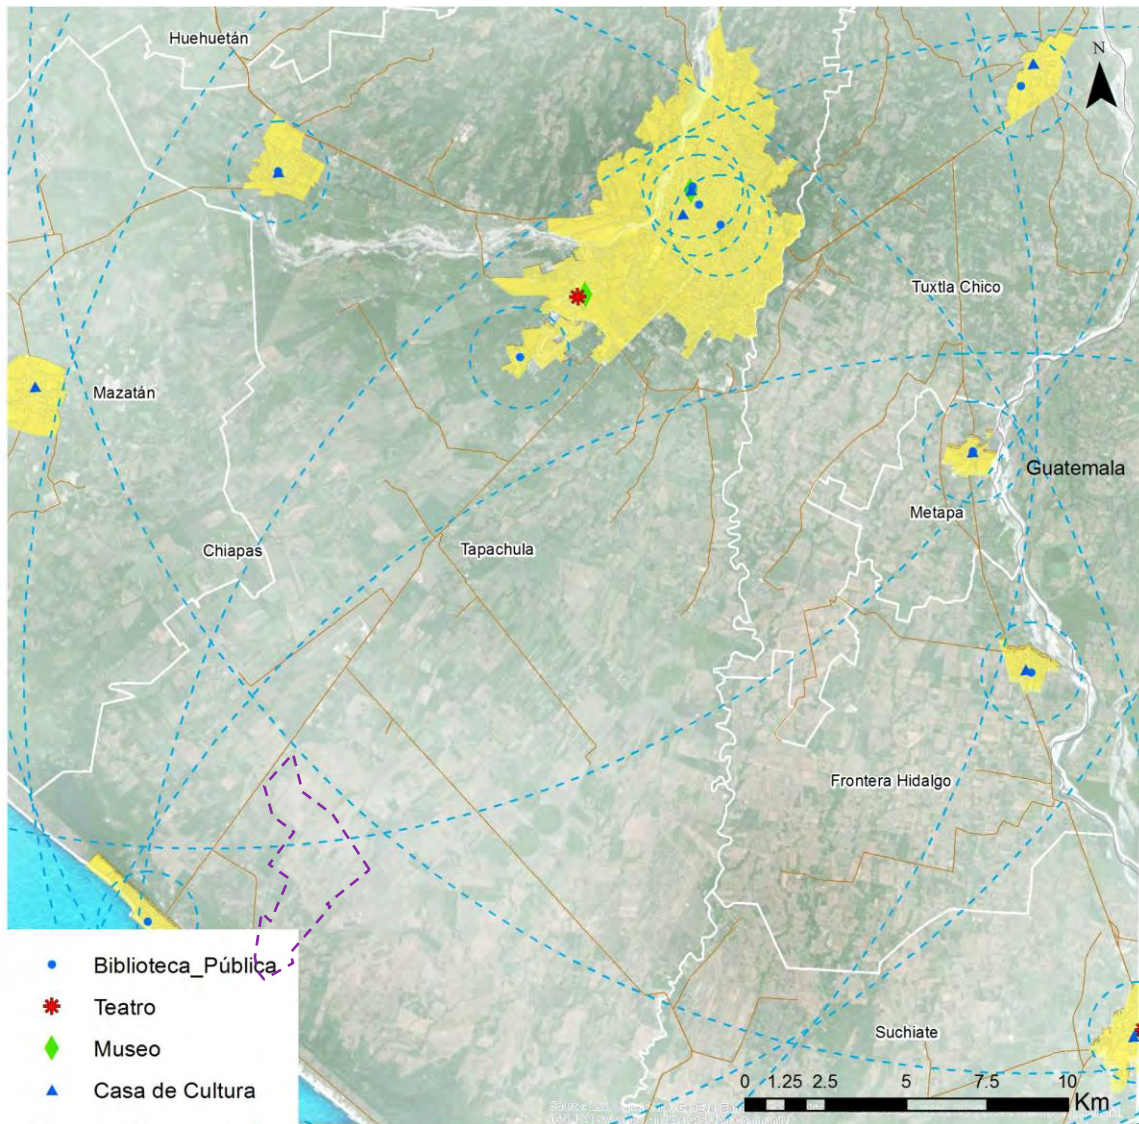 Huehuetán
N
Tuxtla Chico
Mazatán
Guatemala
Metapa
Chiapas
Tapachula
Frontera Hidalgo
Biblioteca_Pública
Teatro
Museo
Casa de Cultura
Suchiate
0 1.25 2.5 5 7.5 10
Km